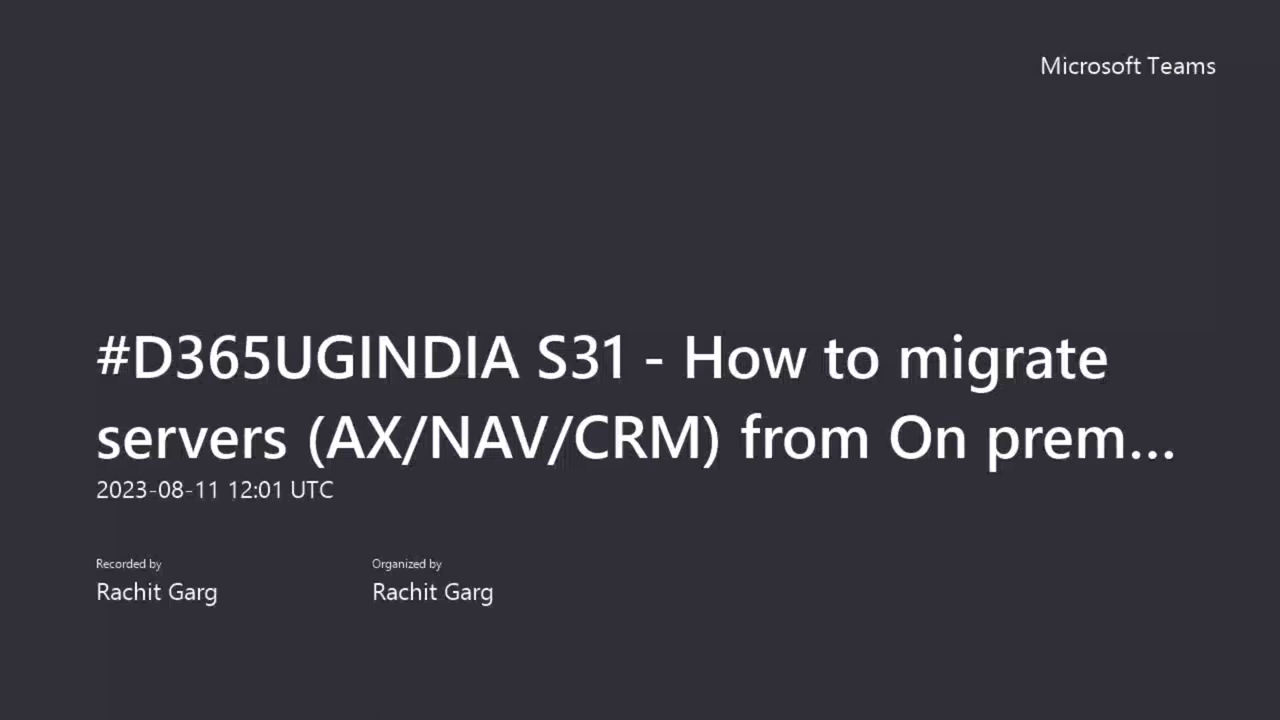 Microsoft Teams
#D365UGINDIA S31 - How to migrate
servers (AX/NAV/CRM) from On prem...
2023-08-11 12:01 UTC
Recorded by
Organized by
Rachit Garg
Rachit Garg